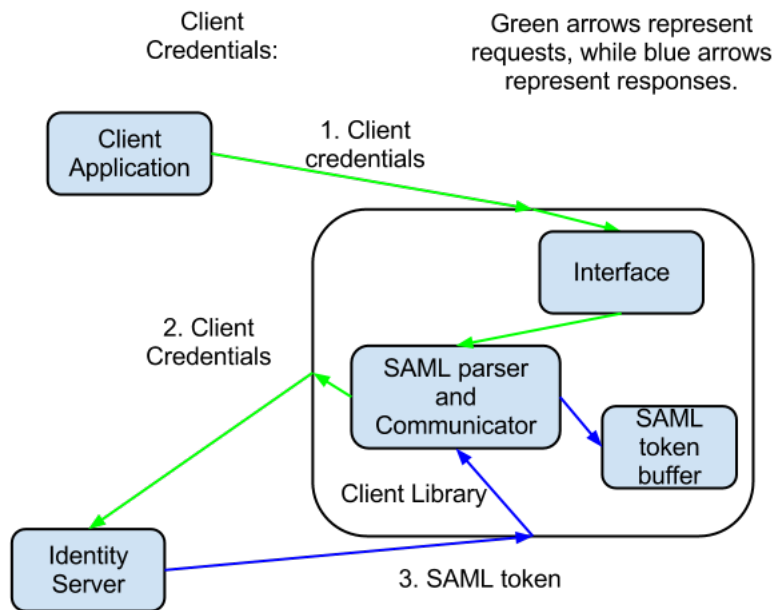 Client
Credentials:
Green arrows represent
requests, while blue arrows
represent responses.
Client
Application
1. Client
credentials
Interface
2. Client
Credentials
SAML parser
and
Communicator
SAML
token
buffer
Client Library
Identity
Server
3. SAML token